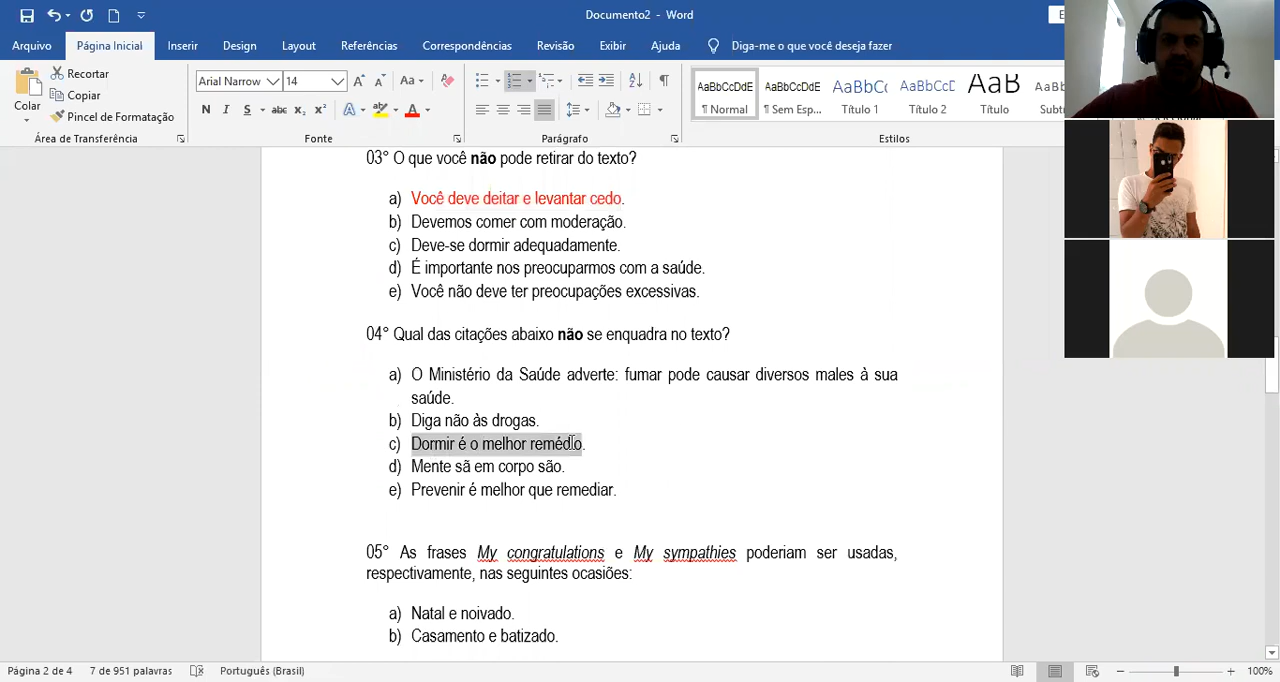 Documento2 - Word
Arquivo Página Inicial Inserir Design Layout Referências Correspondências Revisão Exibir Ajuda Diga-me o que você deseja fazer
Colar
Recortar
Copiar
Pincel de Formatação
Área de Transferência
Arial Narrow 14
Fonte
Parágrafo
AaBbCcDdE AaBbCcDdE AaBbCc AaBbCcD AaB
¶ Normal ¶ Sem Esp... Título 1 Título 2 Título
Estilos
03° O que você não pode retirar do texto?
a) Você deve deitar e levantar cedo.
b) Devemos comer com moderação.
c) Deve-se dormir adequadamente.
d) É importante nos preocuparmos com a saúde.
e) Você não deve ter preocupações excessivas.
04° Qual das citações abaixo não se enquadra no texto?
a) O Ministério da Saúde adverte: fumar pode causar diversos males à sua
saúde.
b) Diga não às drogas.
c) Dormir é o melhor remédio.
d) Mente sã em corpo são.
e) Prevenir é melhor que remediar.
05° As frases My congratulations e My sympathies poderiam ser usadas,
respectivamente, nas seguintes ocasiões:
a) Natal e noivado.
b) Casamento e batizado.
Página 2 de 4 7 de 951 palavras Português (Brasil) 100%